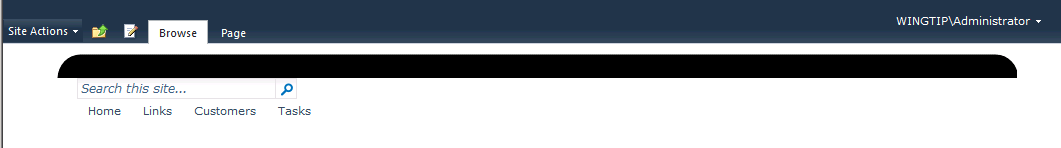 Site Actions Browse Page WINGTIP\Administrator
Search this site...
Home Links Customers Tasks